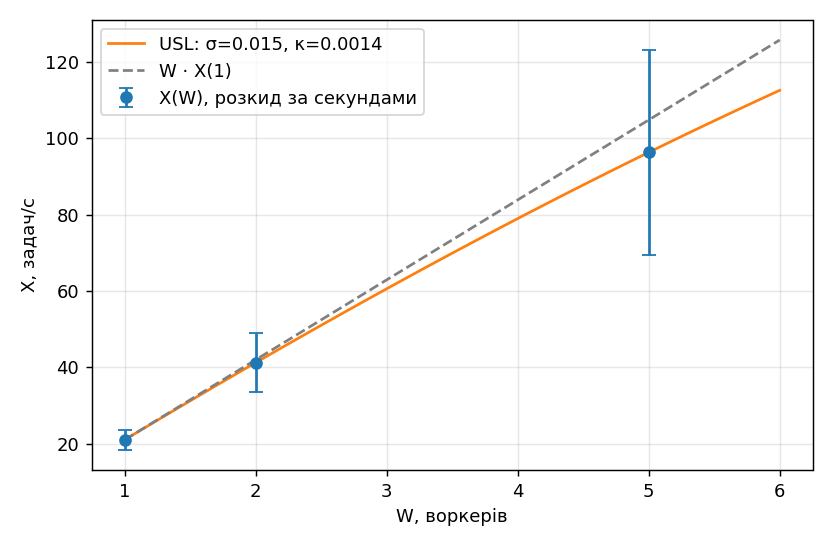 USL: σ=0.015, κ=0.0014
W · X(1)
X(W), розкид за секундами
120
100
80
60
40
20
X, задач/с
1 2 3 4 5 6
W, воркерів